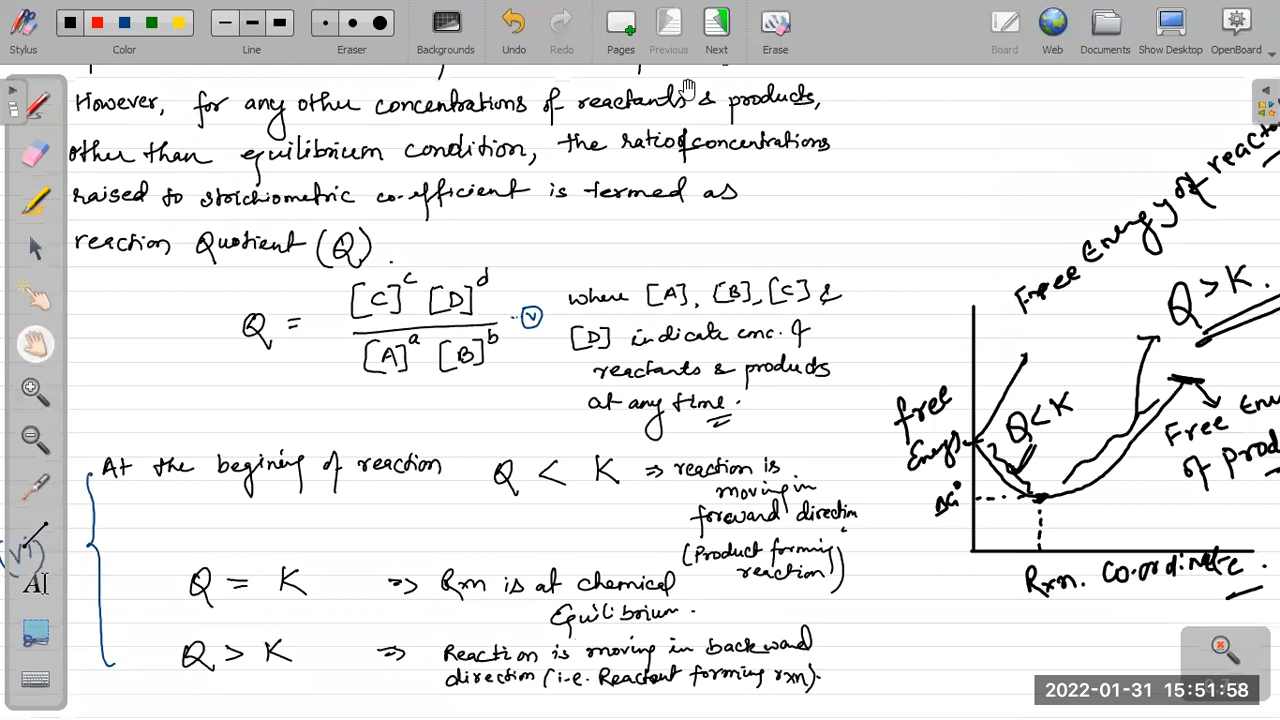 Stylus
Color
Line
Eraser
Backgrounds
Undo
Redo
Pages
Previous
Next
Erase
Board
Web
Documents
Show Desktop
OpenBoard
However, for any other concentrations of reactants & products,
other than equilibrium condition, the ratio of concentrations
raised to stoichiometric co-efficient is termed as
reaction Quotient (Q).
Q = [C]^c [D]^d / [A]^a [B]^b ..(v)
where [A], [B], [C] &
[D] indicate conc. of
reactants & products
at any time.
At the begining of reaction Q < K ⇒ reaction is
moving in
forward direction
(Product forming
reaction)
(vi)
Q = K ⇒ Rxn is at chemical
Equilibrium.
Q > K ⇒ Reaction is moving in backward
direction (i.e. Reactant forming rxn).
Free Energy of reacta
Q > K.
free
Energy
Q < K
Free Ene
of prod
ΔG°
Rxn. Co-ordinate.
2022-01-31 15:51:58